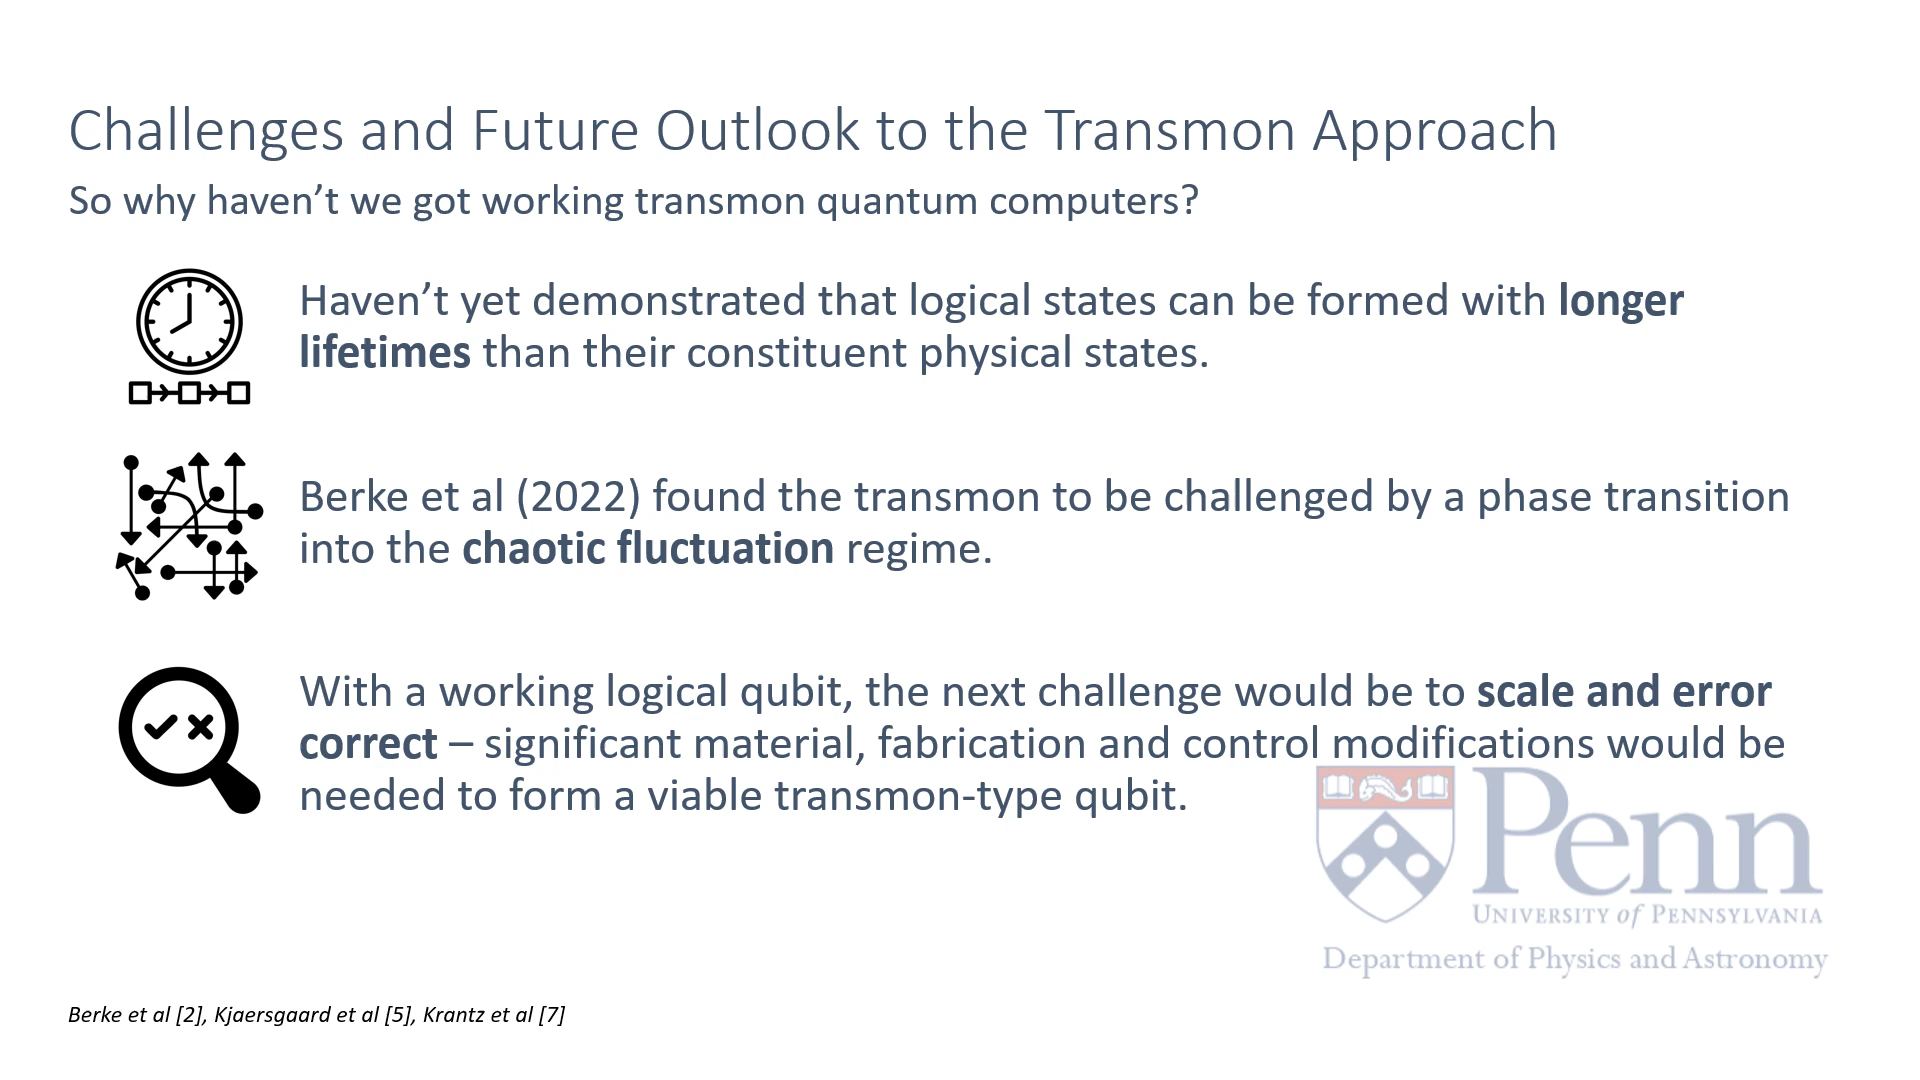 Challenges and Future Outlook to the Transmon Approach
So why haven’t we got working transmon quantum computers?
Haven’t yet demonstrated that logical states can be formed with longer
lifetimes than their constituent physical states.
Berke et al (2022) found the transmon to be challenged by a phase transition
into the chaotic fluctuation regime.
With a working logical qubit, the next challenge would be to scale and error
correct – significant material, fabrication and control modifications would be
needed to form a viable transmon-type qubit.
Penn
UNIVERSITY of PENNSYLVANIA
Department of Physics and Astronomy
Berke et al [2], Kjaersgaard et al [5], Krantz et al [7]